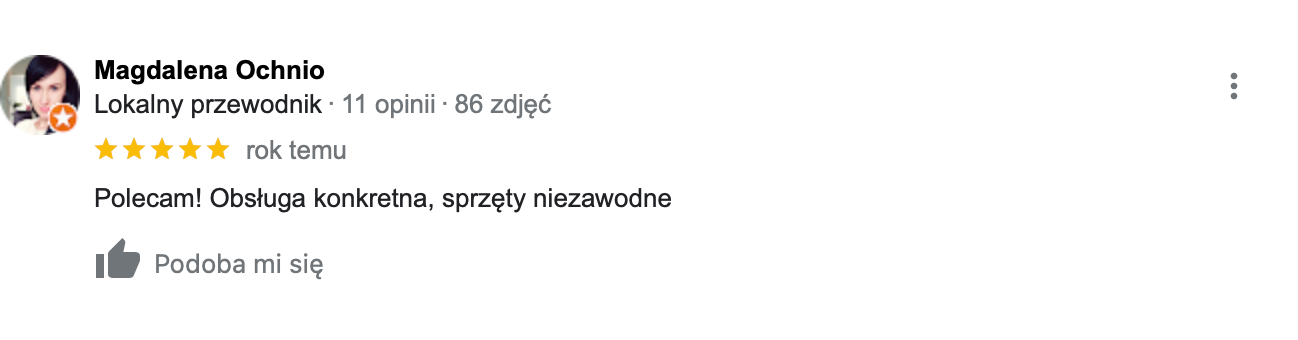 Magdalena Ochnio
Lokalny przewodnik · 11 opinii · 86 zdjęć
rok temu
Polecam! Obsługa konkretna, sprzęty niezawodne
Podoba mi się